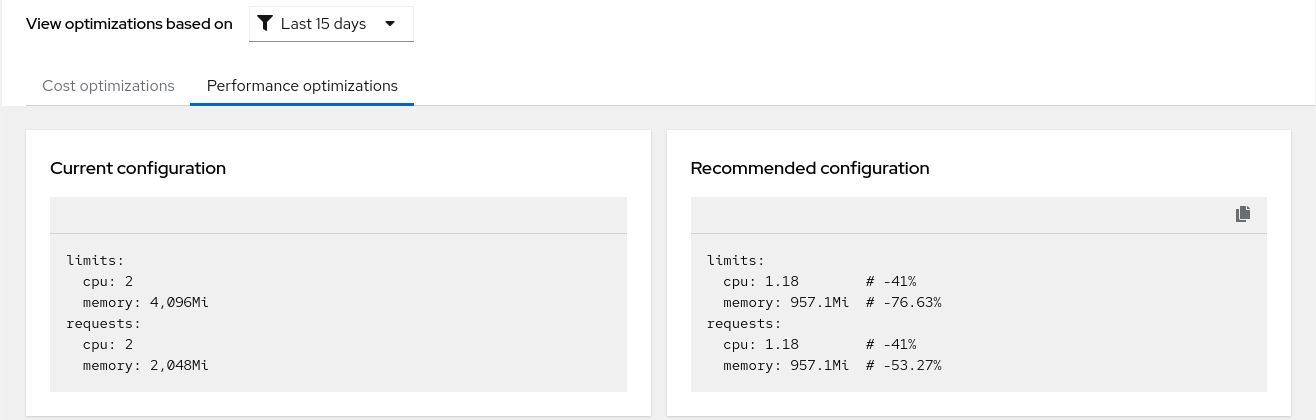 View optimizations based on Last 15 days
Cost optimizations Performance optimizations
Current configuration
limits:
  cpu: 2
  memory: 4,096Mi
requests:
  cpu: 2
  memory: 2,048Mi
Recommended configuration
limits:
  cpu: 1.18        # -41%
  memory: 957.1Mi  # -76.63%
requests:
  cpu: 1.18        # -41%
  memory: 957.1Mi  # -53.27%